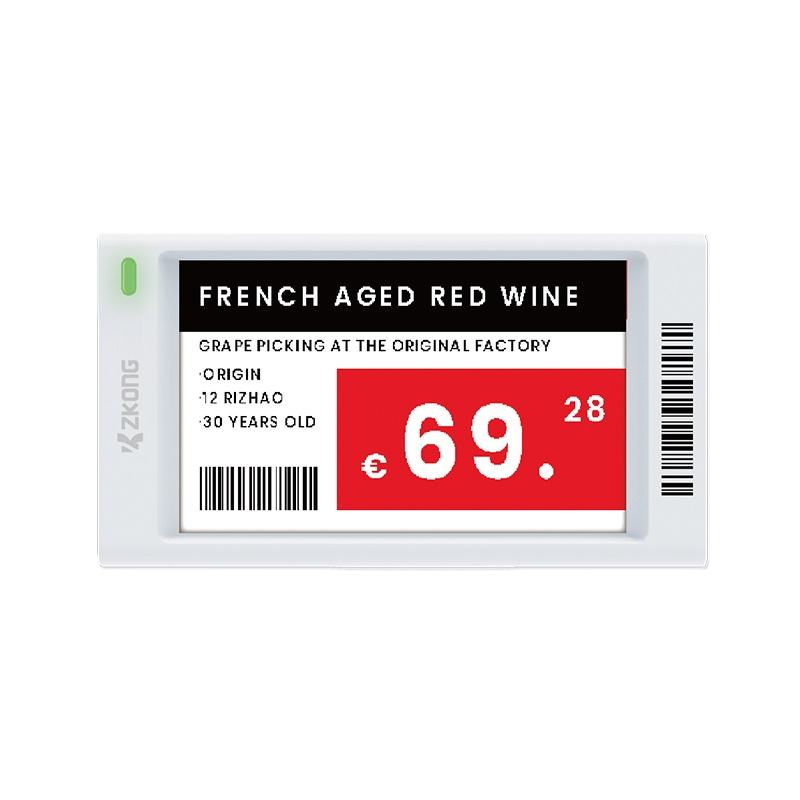 FRENCH AGED RED WINE
GRAPE PICKING AT THE ORIGINAL FACTORY
·ORIGIN
·12 RIZHAO
·30 YEARS OLD
€69.28
ZKONG